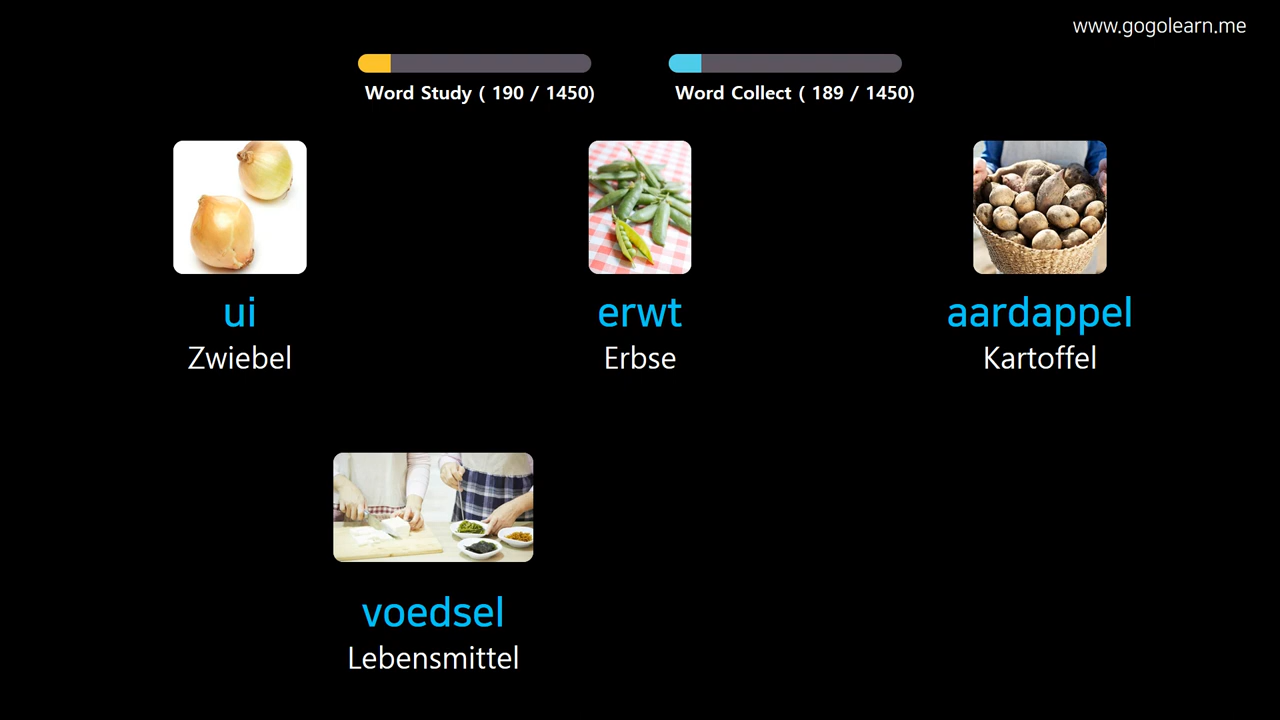 www.gogolearn.me
Word Study ( 190 / 1450)
Word Collect ( 189 / 1450)
ui
Zwiebel
erwt
Erbse
aardappel
Kartoffel
voedsel
Lebensmittel